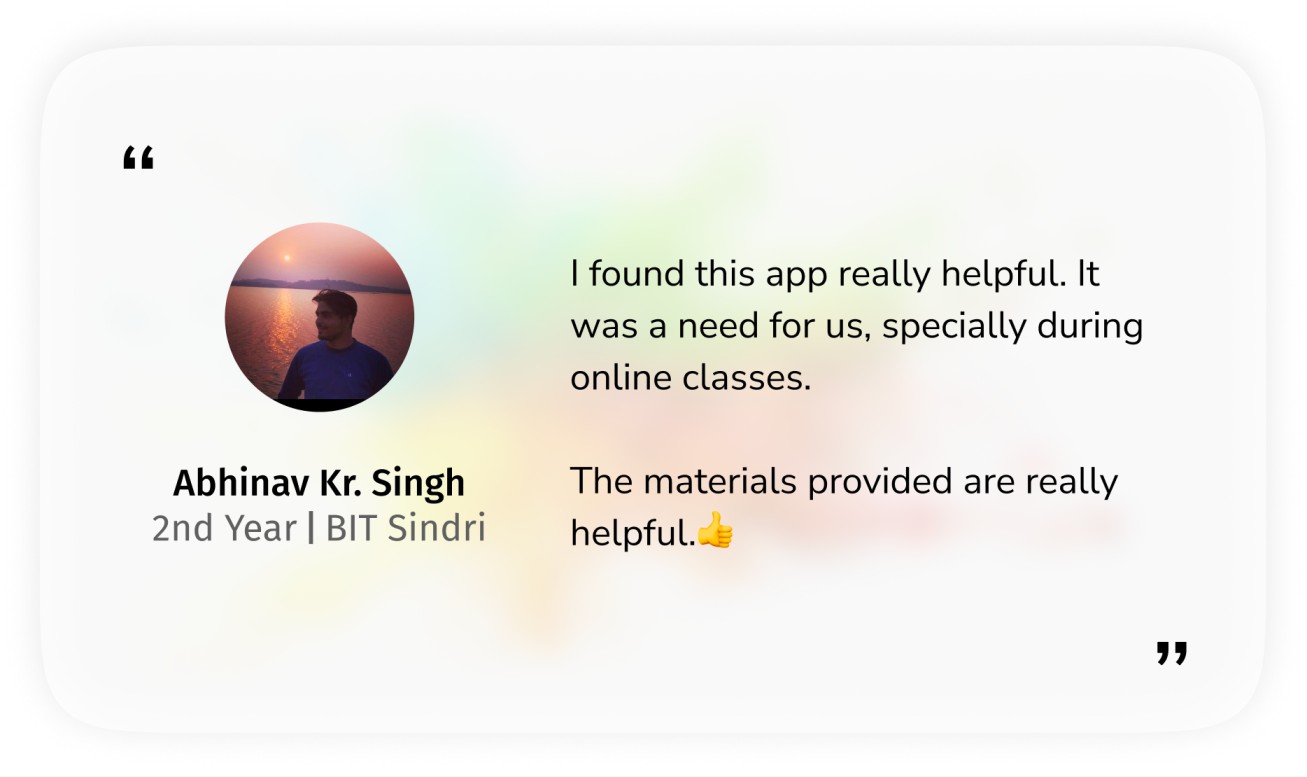 “
Abhinav Kr. Singh
2nd Year | BIT Sindri
I found this app really helpful. It
was a need for us, specially during
online classes.
The materials provided are really
helpful.👍
”